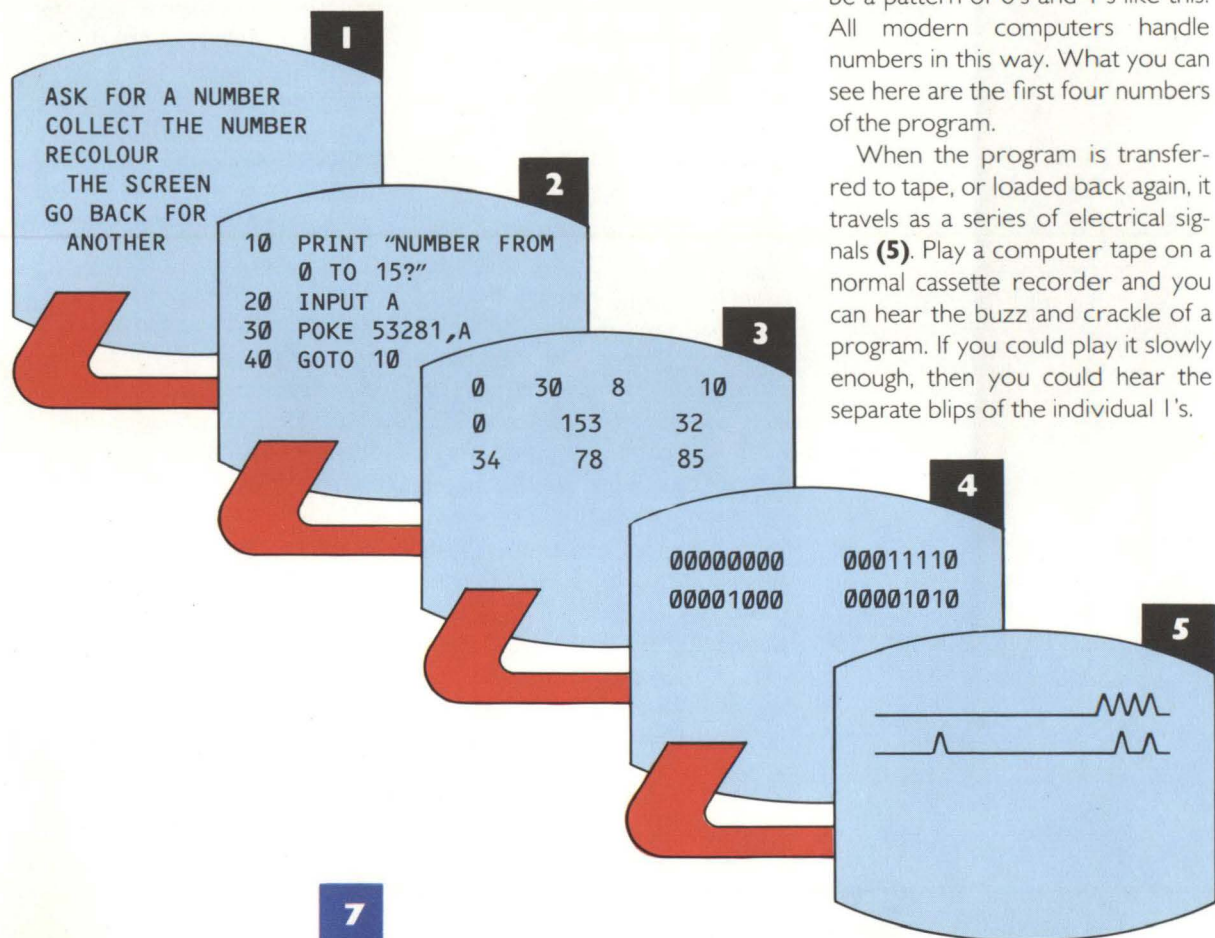 be a pattern of 0's and 1's like this.
All modern computers handle
numbers in this way. What you can
see here are the first four numbers
of the program.
When the program is transfer-
red to tape, or loaded back again, it
travels as a series of electrical sig-
nals (5). Play a computer tape on a
normal cassette recorder and you
can hear the buzz and crackle of a
program. If you could play it slowly
enough, then you could hear the
separate blips of the individual 1's.
1
ASK FOR A NUMBER
COLLECT THE NUMBER
RECOLOUR
THE SCREEN
GO BACK FOR
ANOTHER
2
10 PRINT "NUMBER FROM
0 TO 15?"
20 INPUT A
30 POKE 53281,A
40 GOTO 10
3
0 30 8 10
0 153 32
34 78 85
4
00000000 00011110
00001000 00001010
5
7